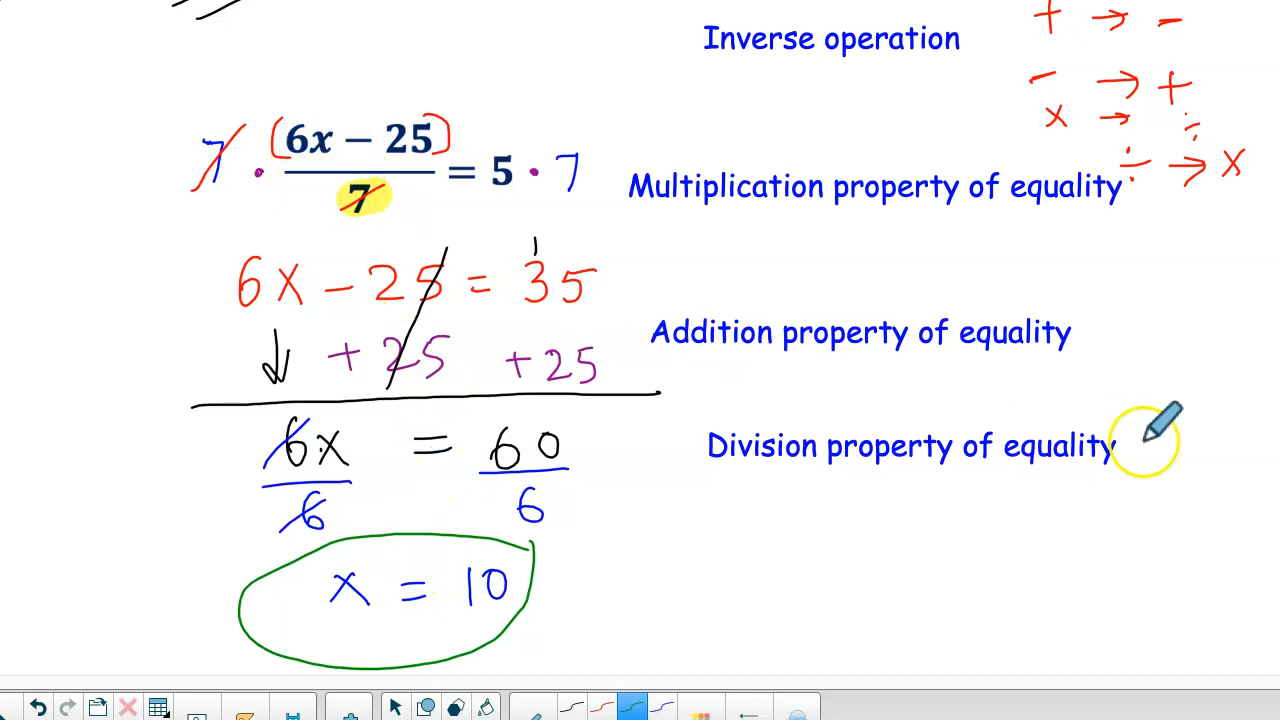 Inverse operation
+ → -
- → +
x → ÷
÷ → x
7 · (6x − 25) / 7 = 5 · 7
Multiplication property of equality
6x - 25 = 35
1
+ 25 +25
Addition property of equality
6x = 60
6 6
Division property of equality
x = 10